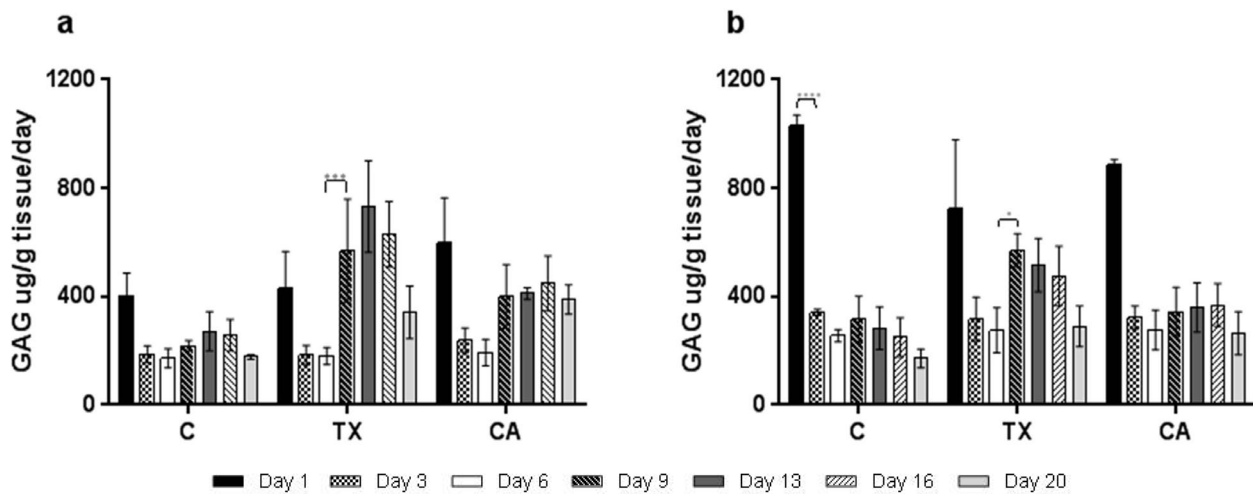 a
GAG ug/g tissue/day
1200
800
400
0
***
C TX CA
b
GAG ug/g tissue/day
1200
800
400
0
****
*
C TX CA
Day 1 Day 3 Day 6 Day 9 Day 13 Day 16 Day 20